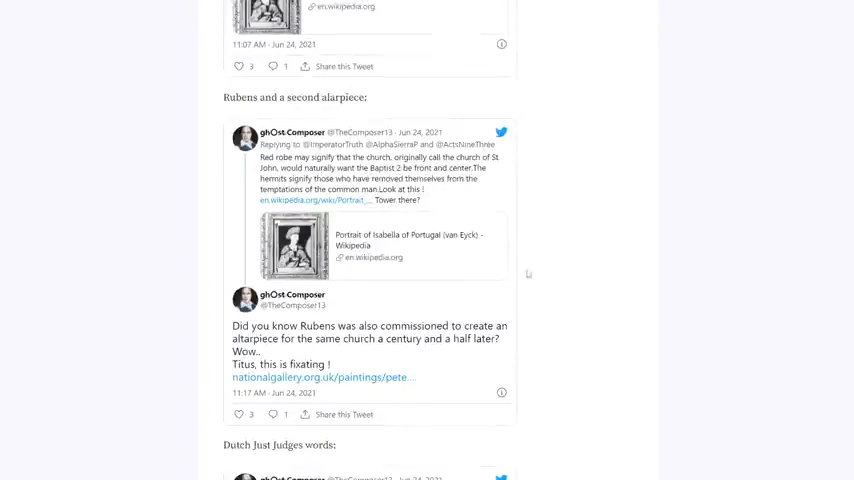 en.wikipedia.org
11:07 AM · Jun 24, 2021
3 1 Share this Tweet
Rubens and a second alarpiece:
ghOst Composer @TheComposer13 · Jun 24, 2021
Replying to @ImperatorTruth @AlphaSierraP and @ActsNineThree
Red robe may signify that the church, originally call the church of St
John, would naturally want the Baptist 2 be front and center.The
hermits signify those who have removed themselves from the
temptations of the common man.Look at this !
en.wikipedia.org/wiki/Portrait_... Tower there?
Portrait of Isabella of Portugal (van Eyck) -
Wikipedia
en.wikipedia.org
ghOst Composer
@TheComposer13
Did you know Rubens was also commissioned to create an
altarpiece for the same church a century and a half later?
Wow..
Titus, this is fixating !
nationalgallery.org.uk/paintings/pete...
11:17 AM · Jun 24, 2021
3 1 Share this Tweet
Dutch Just Judges words:
ghOst Composer @TheComposer13 · Jun 24, 2021